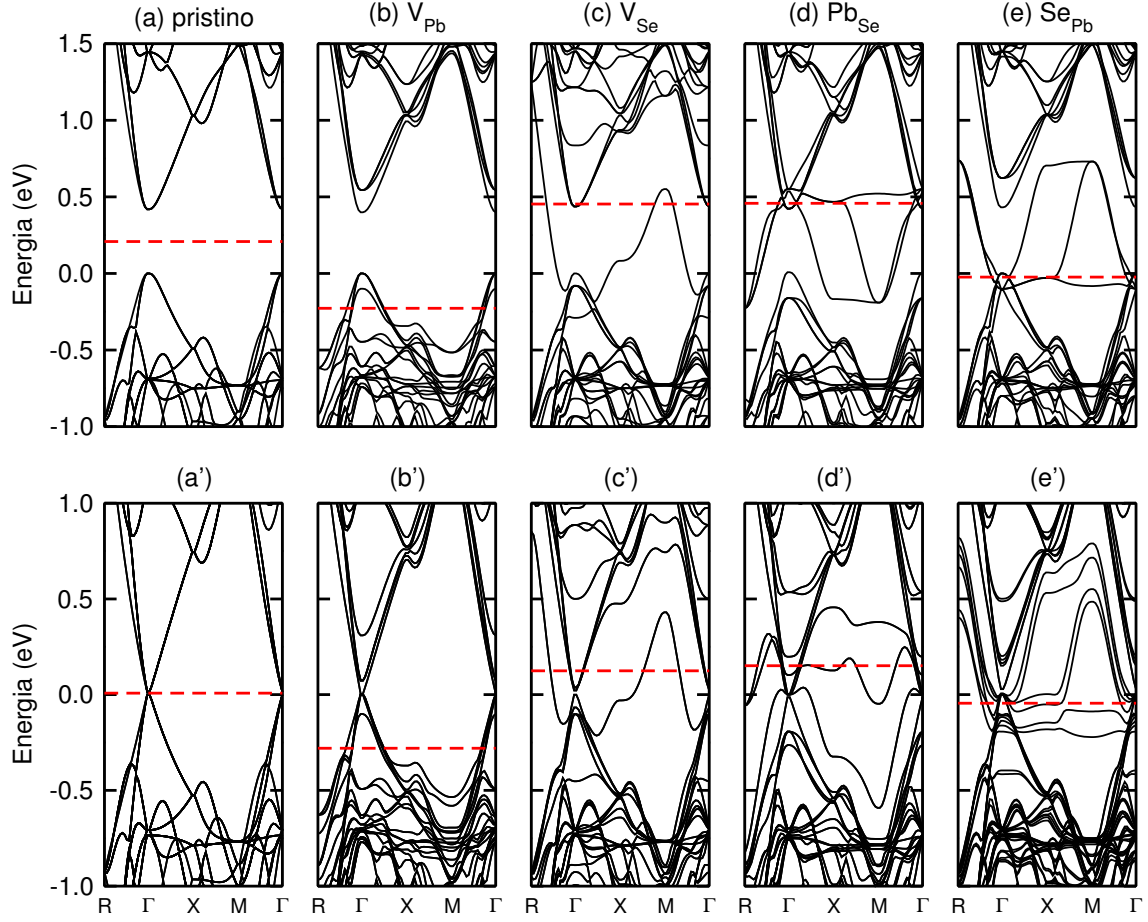 (a) pristino (b) V_Pb (c) V_Se (d) Pb_Se (e) Se_Pb
1.5
1.0
0.5
0.0
-0.5
-1.0
Energia (eV)
(a') (b') (c') (d') (e')
1.0
0.5
0.0
-0.5
-1.0
Energia (eV)
R Γ X M Γ R Γ X M Γ R Γ X M Γ R Γ X M Γ R Γ X M Γ